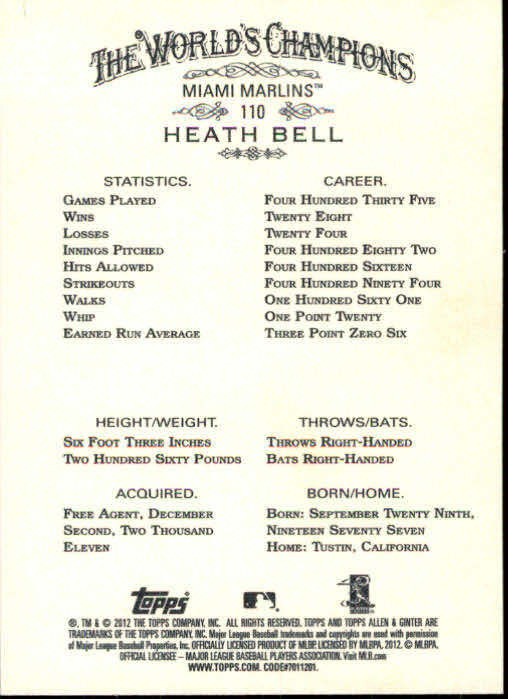 THE WORLD'S CHAMPIONS
MIAMI MARLINS™
110
HEATH BELL
STATISTICS. CAREER.
GAMES PLAYED FOUR HUNDRED THIRTY FIVE
WINS TWENTY EIGHT
LOSSES TWENTY FOUR
INNINGS PITCHED FOUR HUNDRED EIGHTY TWO
HITS ALLOWED FOUR HUNDRED SIXTEEN
STRIKEOUTS FOUR HUNDRED NINETY FOUR
WALKS ONE HUNDRED SIXTY ONE
WHIP ONE POINT TWENTY
EARNED RUN AVERAGE THREE POINT ZERO SIX
HEIGHT/WEIGHT. THROWS/BATS.
SIX FOOT THREE INCHES THROWS RIGHT-HANDED
TWO HUNDRED SIXTY POUNDS BATS RIGHT-HANDED
ACQUIRED. BORN/HOME.
FREE AGENT, DECEMBER BORN: SEPTEMBER TWENTY NINTH,
SECOND, TWO THOUSAND NINETEEN SEVENTY SEVEN
ELEVEN HOME: TUSTIN, CALIFORNIA
Topps
®, TM & © 2012 THE TOPPS COMPANY, INC. ALL RIGHTS RESERVED. TOPPS AND TOPPS ALLEN & GINTER ARE
TRADEMARKS OF THE TOPPS COMPANY, INC. Major League Baseball trademarks and copyrights are used with permission
of Major League Baseball Properties, Inc. OFFICIALLY LICENSED PRODUCT OF MLBP. LICENSED BY MLBPA, 2012. © MLBPA.
OFFICIAL LICENSEE – MAJOR LEAGUE BASEBALL PLAYERS ASSOCIATION. Visit MLB.com
WWW.TOPPS.COM. CODE#7011201.